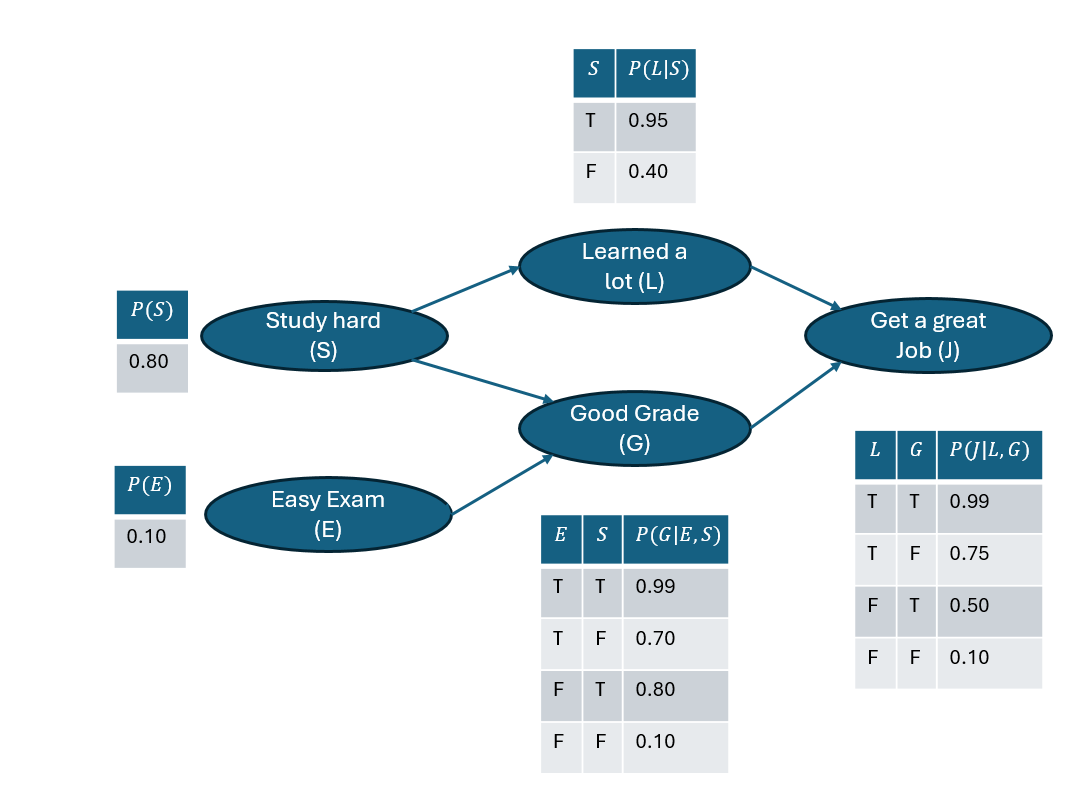 S P(L|S)
T 0.95
F 0.40
Learned a
lot (L)
P(S)
0.80
Study hard
(S)
Get a great
Job (J)
Good Grade
(G)
P(E)
0.10
Easy Exam
(E)
L G P(J|L, G)
T T 0.99
T F 0.75
F T 0.50
F F 0.10
E S P(G|E, S)
T T 0.99
T F 0.70
F T 0.80
F F 0.10